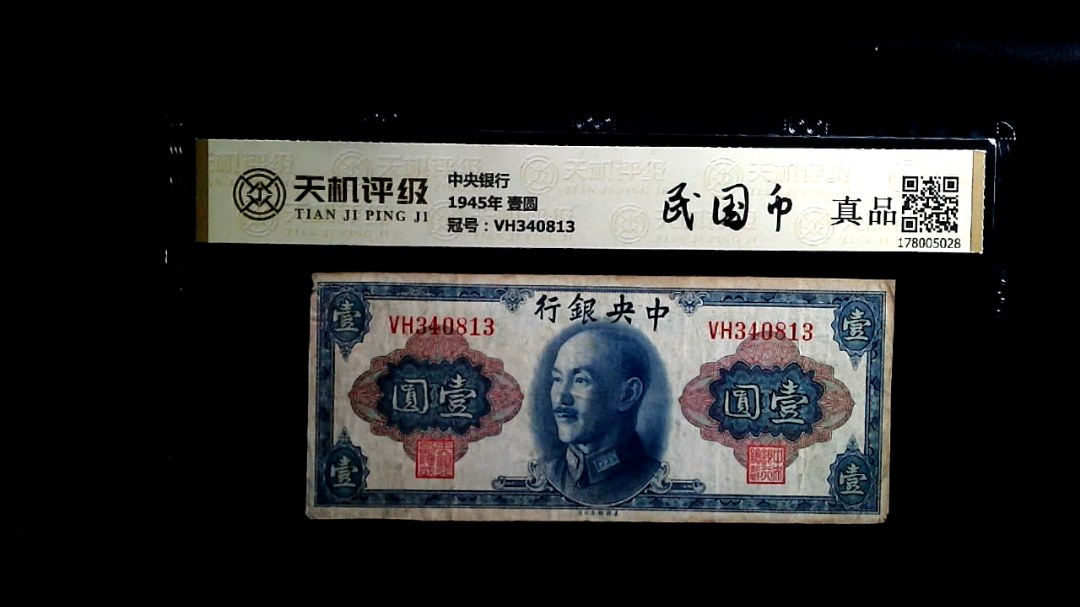 天机评级
TIAN JI PING JI
中央银行
1945年 壹圆
冠号：VH340813
民国币
真品
178005028
行銀央中
壹
壹
VH340813
VH340813
圓壹
圓壹
壹
壹